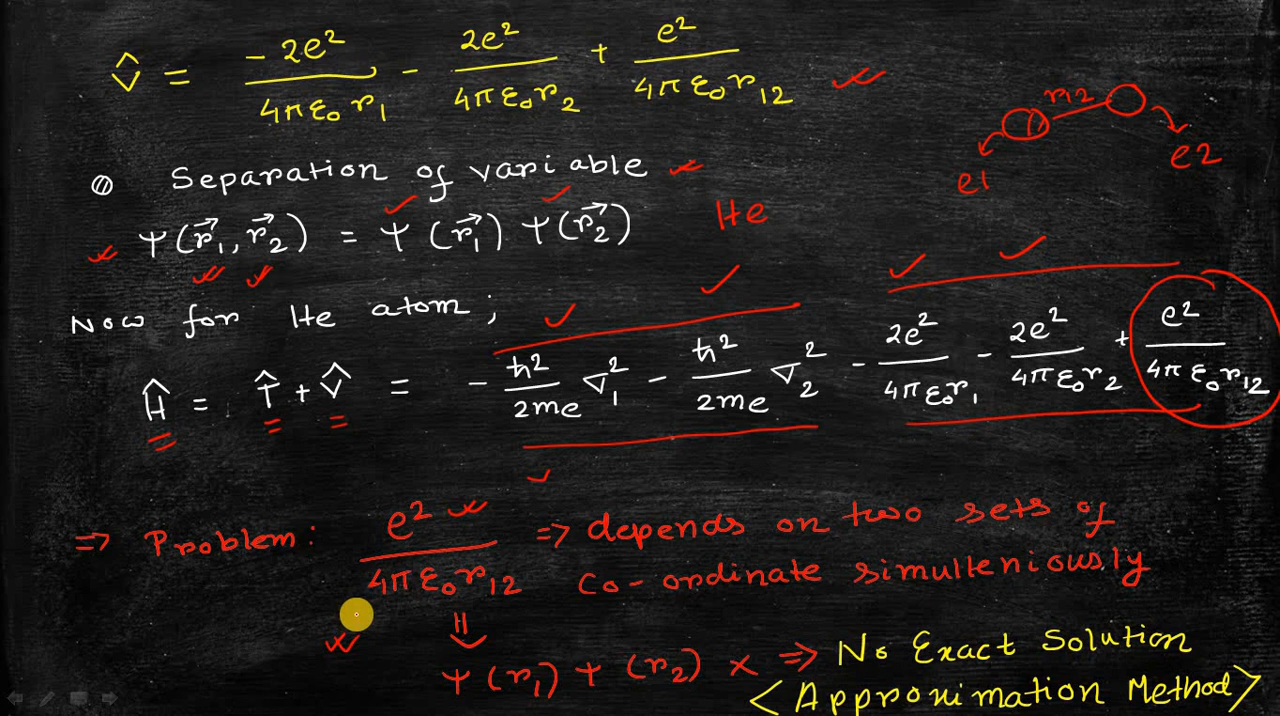 V̂ = -2e²/4πε₀r₁ - 2e²/4πε₀r₂ + e²/4πε₀r₁₂
r12
e1
e2
Separation of variable
Ψ(r⃗₁, r⃗₂) = Ψ(r⃗₁) Ψ(r⃗₂)
He
Now for He atom;
Ĥ = T̂ + V̂ = -ħ²/2me ∇₁² - ħ²/2me ∇₂² - 2e²/4πε₀r₁ - 2e²/4πε₀r₂ + e²/4πε₀r₁₂
=> Problem: e²/4πε₀r₁₂ => depends on two sets of
co-ordinate simulteniously
Ψ(r₁) Ψ(r₂) × => No Exact Solution
<Approximation Method>